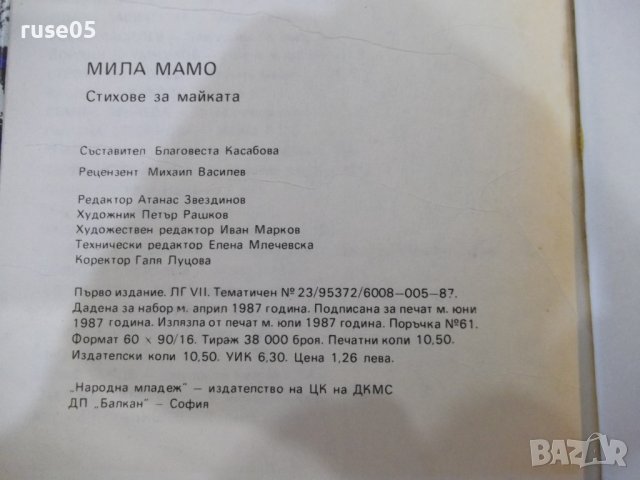 ruse05
МИЛА МАМО
Стихове за майката
Съставител Благовеста Касабова
Рецензент Михаил Василев
Редактор Атанас Звездинов
Художник Петър Рашков
Художествен редактор Иван Марков
Технически редактор Елена Млечевска
Коректор Галя Луцова
Първо издание. ЛГ VII. Тематичен № 23/95372/6008—005—87.
Дадена за набор м. април 1987 година. Подписана за печат м. юни
1987 година. Излязла от печат м. юли 1987 година. Поръчка №61.
Формат 60 x 90/16. Тираж 38 000 броя. Печатни коли 10,50.
Издателски коли 10,50. УИК 6,30. Цена 1,26 лева.
„Народна младеж" — издателство на ЦК на ДКМС
ДП „Балкан" — София
BAZAR